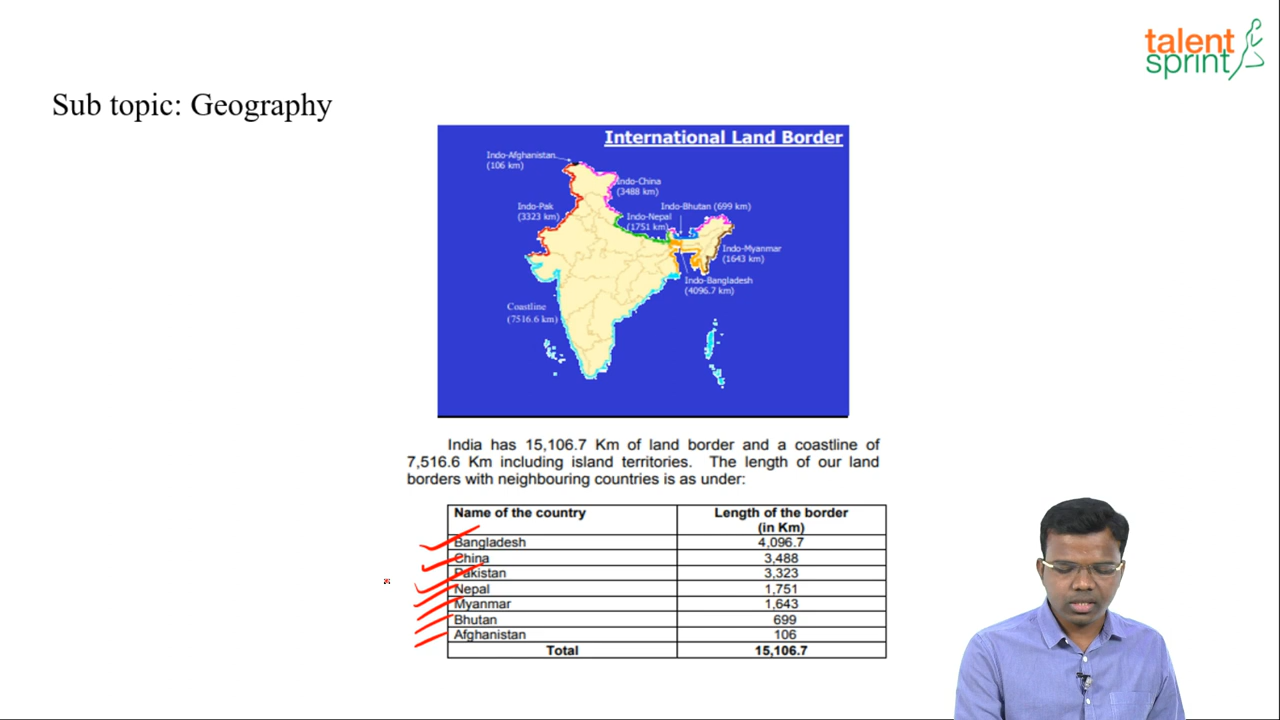 talent
sprint
Sub topic: Geography
International Land Border
Indo-Afghanistan
(106 km)
Indo-China
(3488 km)
Indo-Pak
(3323 km)
Indo-Bhutan (699 km)
Indo-Nepal
(1751 km)
Indo-Myanmar
(1643 km)
Indo-Bangladesh
(4096.7 km)
Coastline
(7516.6 km)
India has 15,106.7 Km of land border and a coastline of
7,516.6 Km including island territories. The length of our land
borders with neighbouring countries is as under:
Name of the country Length of the border
(in Km)
Bangladesh 4,096.7
China 3,488
Pakistan 3,323
Nepal 1,751
Myanmar 1,643
Bhutan 699
Afghanistan 106
Total 15,106.7